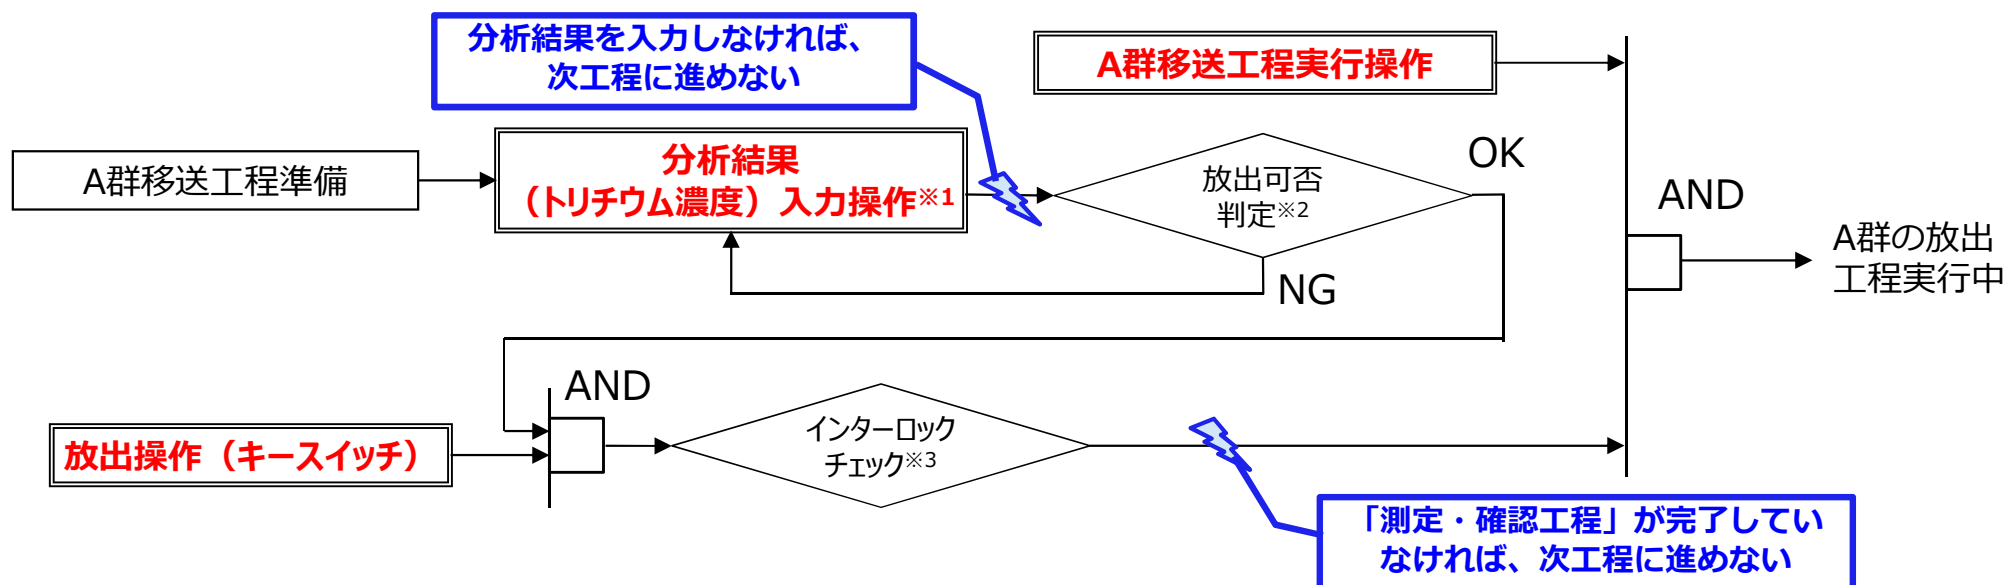 分析結果を入力しなければ、
次工程に進めない
A群移送工程実行操作
A群移送工程準備
分析結果
（トリチウム濃度）入力操作※1
放出可否
判定※2
OK
NG
AND
A群の放出
工程実行中
放出操作（キースイッチ）
AND
インターロック
チェック※3
「測定・確認工程」が完了してい
なければ、次工程に進めない